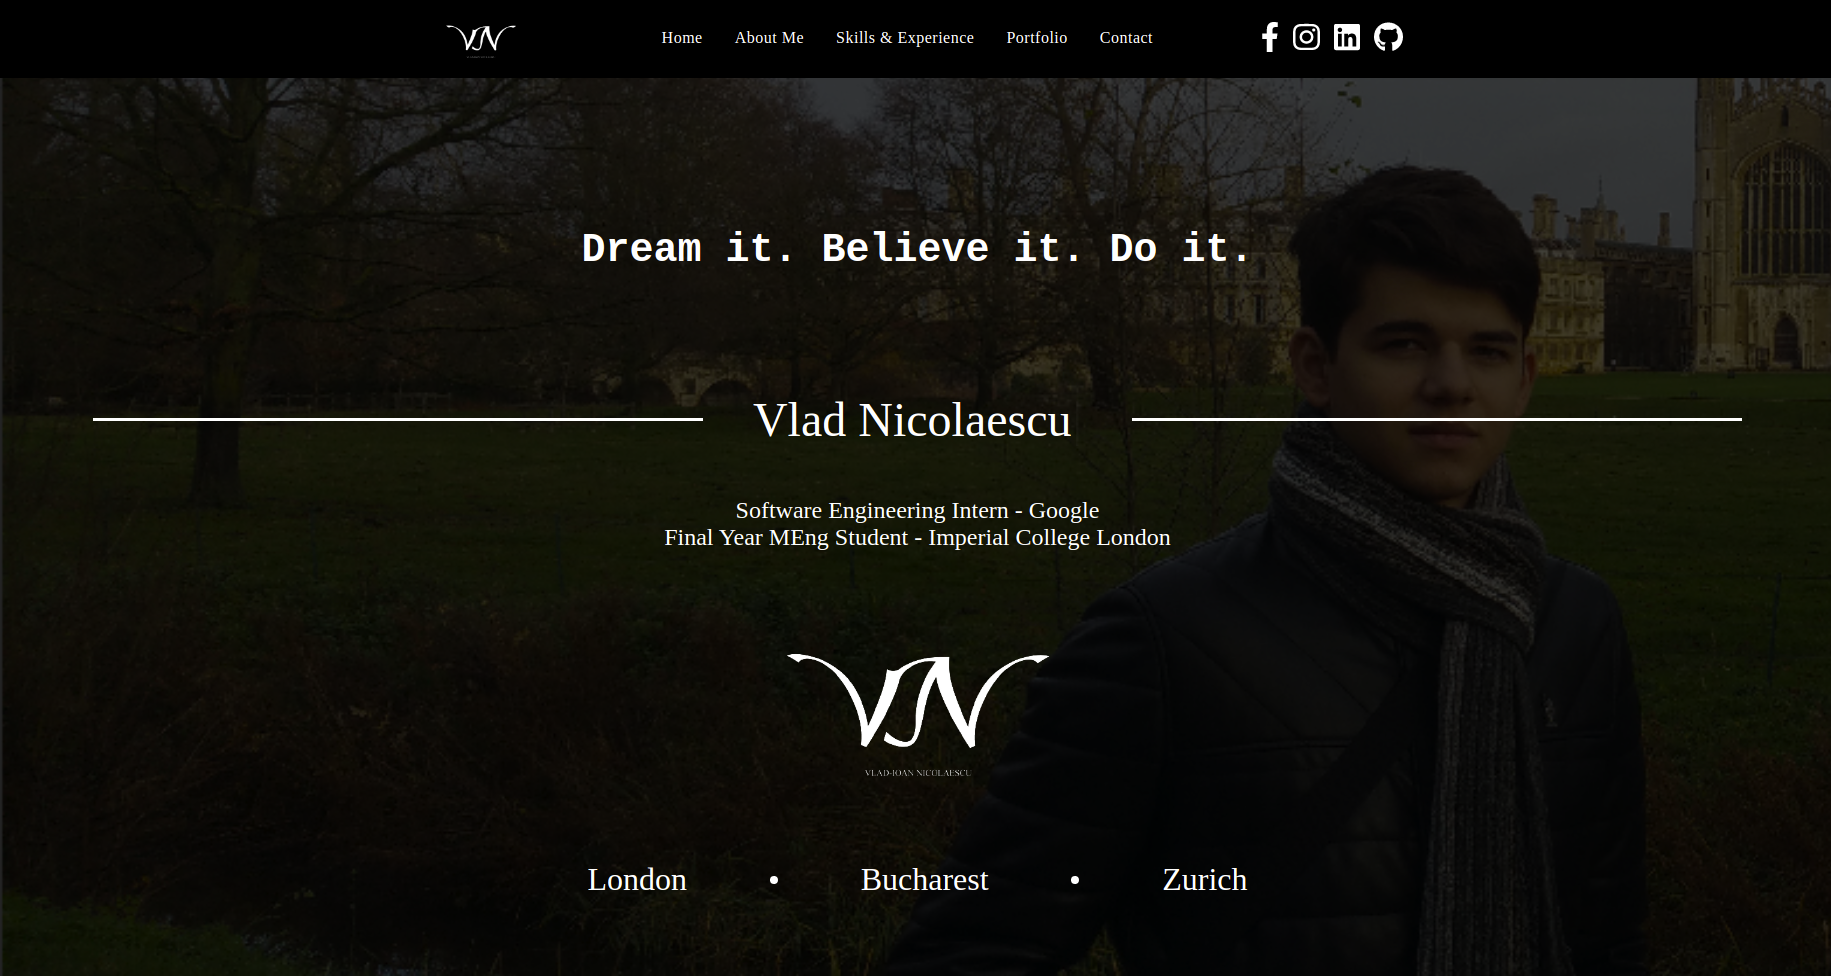 VN
Home
About Me
Skills & Experience
Portfolio
Contact
Dream it. Believe it. Do it.
Vlad Nicolaescu
Software Engineering Intern - Google
Final Year MEng Student - Imperial College London
VN
VLAD-IOAN NICOLAESCU
London • Bucharest • Zurich